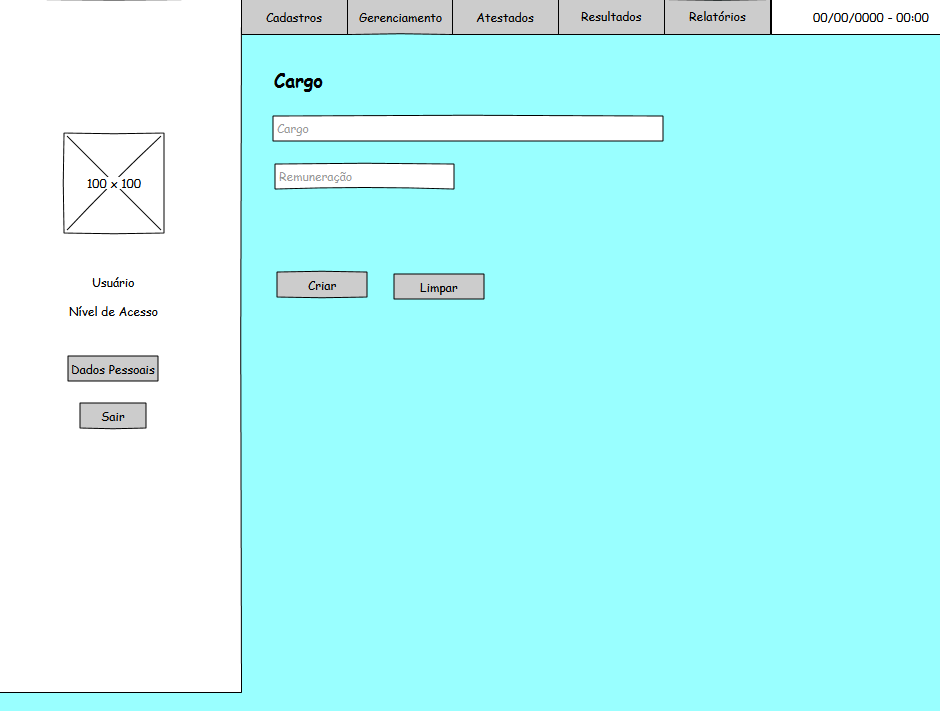 Cadastros
Gerenciamento
Atestados
Resultados
Relatórios
00/00/0000 - 00:00
Cargo
Cargo
Remuneração
Criar
Limpar
100 x 100
Usuário
Nível de Acesso
Dados Pessoais
Sair